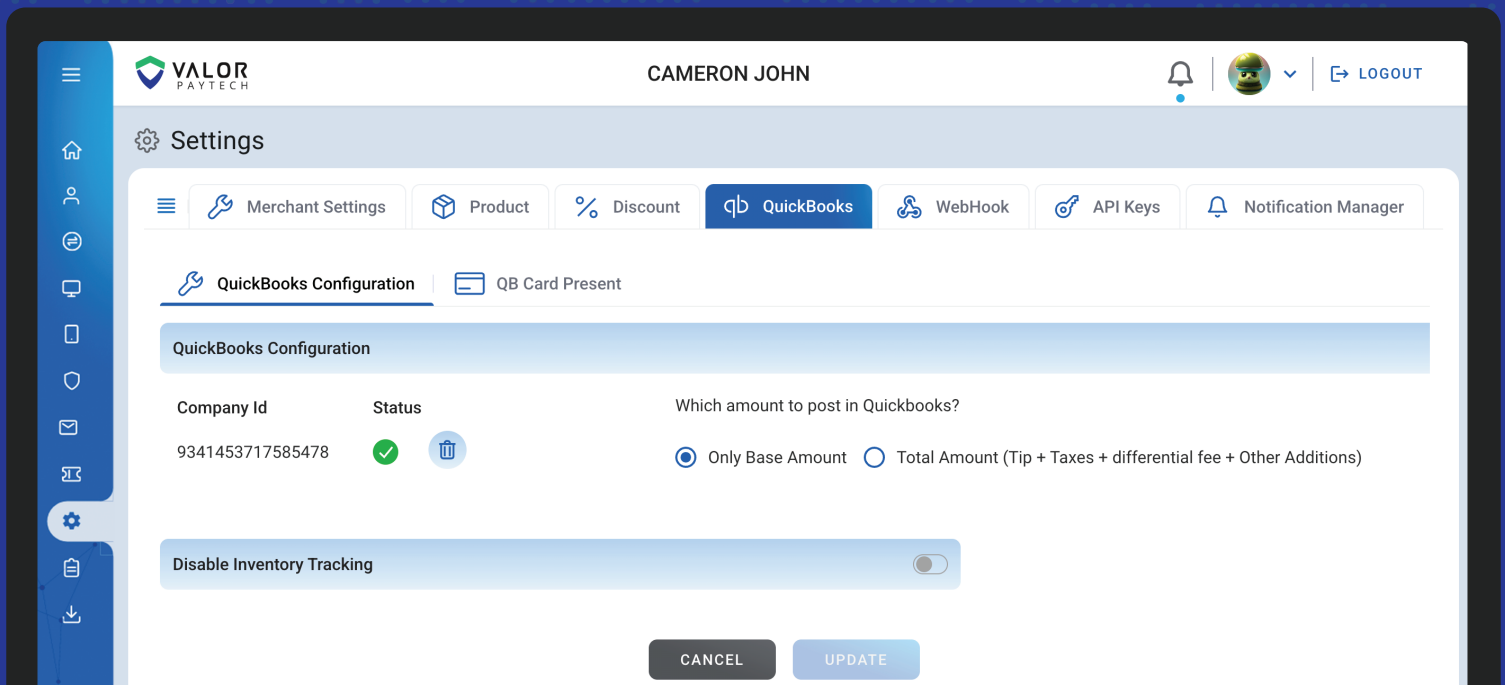 VALOR
PAYTECH
CAMERON JOHN
LOGOUT
Settings
Merchant Settings
Product
Discount
QuickBooks
WebHook
API Keys
Notification Manager
QuickBooks Configuration
QB Card Present
QuickBooks Configuration
Company Id
Status
Which amount to post in Quickbooks?
9341453717585478
Only Base Amount
Total Amount (Tip + Taxes + differential fee + Other Additions)
Disable Inventory Tracking
CANCEL
UPDATE